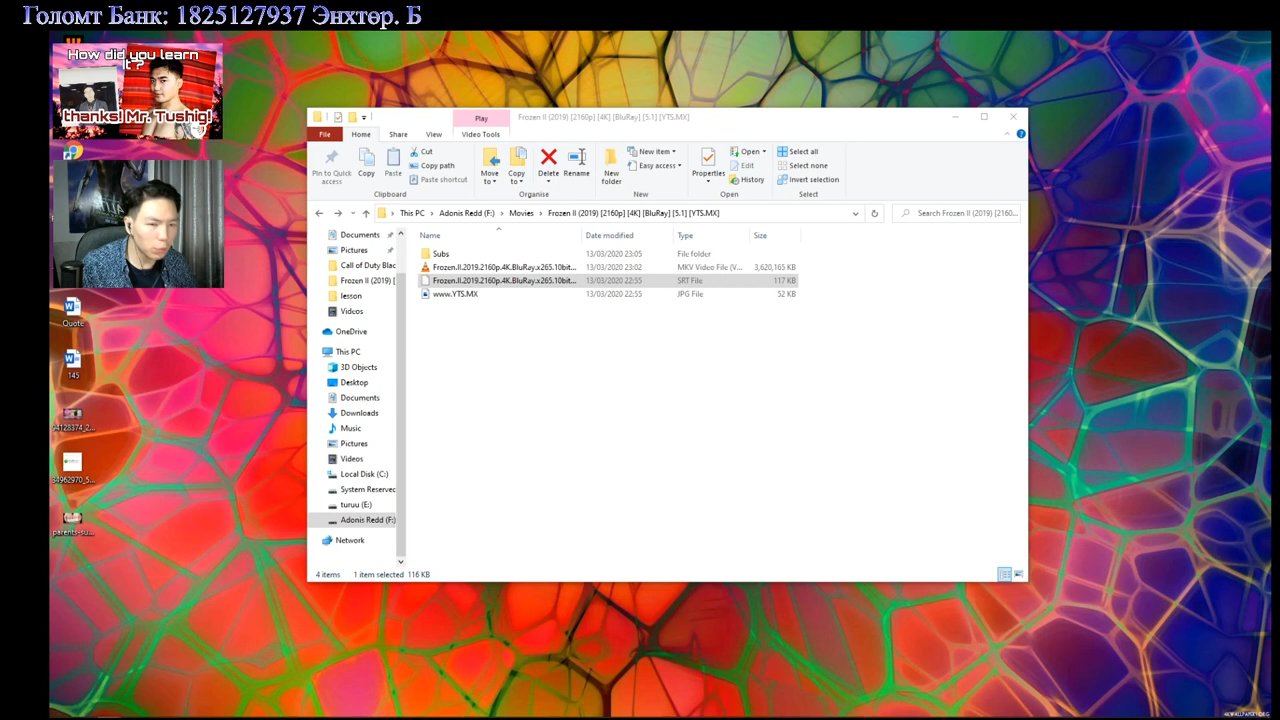 Голомт Банк: 1825127937 Энхтөр. Б
How did you learn
it?
thanks! Mr. Tushig!
Play
Frozen II (2019) [2160p] [4K] [BluRay] [5.1] [YTS.MX]
File
Home
Share
View
Video Tools
Pin to Quick
access
Copy
Paste
Cut
Copy path
Paste shortcut
Clipboard
Move
to
Copy
to
Delete
Rename
Organise
New
folder
New item
Easy access
New
Properties
Open
Edit
History
Open
Select all
Select none
Invert selection
Select
This PC
Adonis Redd (F:)
Movies
Frozen II (2019) [2160p] [4K] [BluRay] [5.1] [YTS.MX]
Search Frozen II (2019) [2160...
Name
Date modified
Type
Size
Subs 13/03/2020 23:05 File folder
Frozen.II.2019.2160p.4K.BluRay.x265.10bit... 13/03/2020 23:02 MKV Video File (V... 3,620,165 KB
Frozen.II.2019.2160p.4K.BluRay.x265.10bit... 13/03/2020 22:55 SRT File 117 KB
www.YTS.MX 13/03/2020 22:55 JPG File 52 KB
Documents
Pictures
Call of Duty Blac
Frozen II (2019) [
lesson
Videos
OneDrive
This PC
3D Objects
Desktop
Documents
Downloads
Music
Pictures
Videos
Local Disk (C:)
System Reserved
turuu (E:)
Adonis Redd (F:)
Network
4 items
1 item selected 116 KB
Quote
145
parents-su...